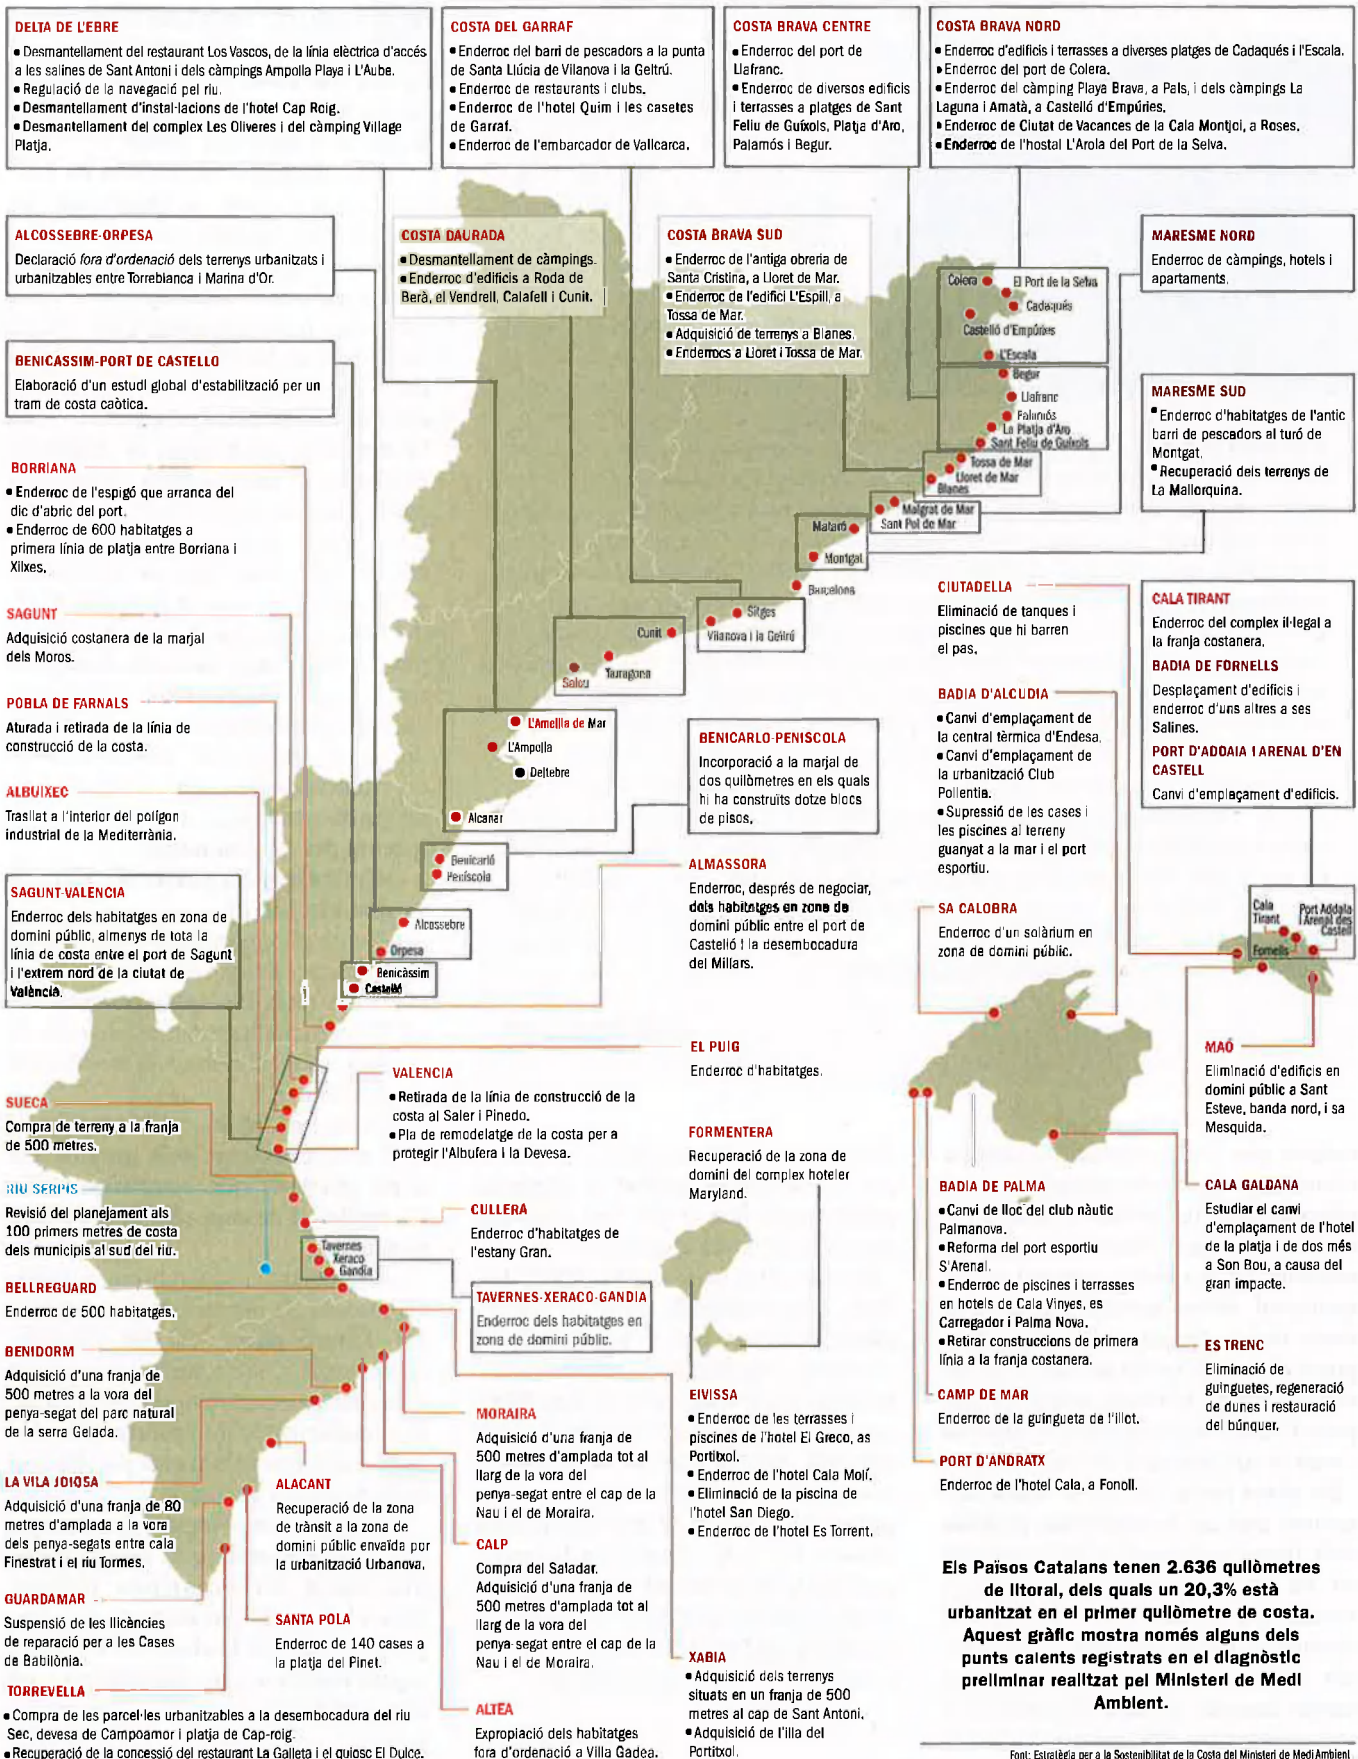 DELTA DE L'EBRE
• Desmantellament del restaurant Los Vascos, de la línia elèctrica d'accés
a les salines de Sant Antoni i dels càmpings Ampolla Playa i L'Aube.
• Regulació de la navegació pel riu.
• Desmantellament d'instal·lacions de l'hotel Cap Roig.
• Desmantellament del complex Les Oliveres i del càmping Village
Platja.
COSTA DEL GARRAF
• Enderroc del barri de pescadors a la punta
de Santa Llúcia de Vilanova i la Geltrú.
• Enderroc de restaurants i clubs.
• Enderroc de l'hotel Quim i les casetes
de Garraf.
• Enderroc de l'embarcador de Vallcarca.
COSTA BRAVA CENTRE
• Enderroc del port de
Llafranc.
• Enderroc de diversos edificis
i terrasses a platges de Sant
Feliu de Guíxols, Platja d'Aro,
Palamós i Begur.
COSTA BRAVA NORD
• Enderroc d'edificis i terrasses a diverses platges de Cadaqués i l'Escala.
• Enderroc del port de Colera.
• Enderroc del càmping Playa Brava, a Pals, i dels càmpings La
Laguna i Amatà, a Castelló d'Empúries.
• Enderroc de Ciutat de Vacances de la Cala Montjoi, a Roses.
• Enderroc de l'hostal L'Arola del Port de la Selva.
ALCOSSEBRE-ORPESA
Declaració fora d'ordenació dels terrenys urbanitzats i
urbanitzables entre Torreblanca i Marina d'Or.
COSTA DAURADA
• Desmantellament de càmpings.
• Enderroc d'edificis a Roda de
Berà, el Vendrell, Calafell i Cunit.
COSTA BRAVA SUD
• Enderroc de l'antiga obreria de
Santa Cristina, a Lloret de Mar.
• Enderroc de l'edifici L'Espill, a
Tossa de Mar.
• Adquisició de terrenys a Blanes.
• Enderrocs a Lloret i Tossa de Mar.
MARESME NORD
Enderroc de càmpings, hotels i
apartaments.
BENICASSIM-PORT DE CASTELLO
Elaboració d'un estudi global d'estabilització per un
tram de costa caòtica.
MARESME SUD
• Enderroc d'habitatges de l'antic
barri de pescadors al turó de
Montgat.
• Recuperació dels terrenys de
La Mallorquina.
Colera
El Port de la Selva
Cadaqués
Castelló d'Empúries
L'Escala
Begur
Llafranc
Palamós
La Platja d'Aro
Sant Feliu de Guíxols
Tossa de Mar
Lloret de Mar
Blanes
Malgrat de Mar
Sant Pol de Mar
Mataró
Montgat
Barcelona
Sitges
Vilanova i la Geltrú
Cunit
Tarragona
Salou
L'Ametlla de Mar
L'Ampolla
Deltebre
Alcanar
Benicarló
Peníscola
Alcossebre
Orpesa
Benicàssim
Castelló
BORRIANA
• Enderroc de l'espigó que arranca del
dic d'abric del port.
• Enderroc de 600 habitatges a
primera línia de platja entre Borriana i
Xilxes.
SAGUNT
Adquisició costanera de la marjal
dels Moros.
POBLA DE FARNALS
Aturada i retirada de la línia de
construcció de la costa.
ALBUIXEC
Trasllat a l'interior del polígon
industrial de la Mediterrània.
SAGUNT-VALENCIA
Enderroc dels habitatges en zona de
domini públic, almenys de tota la
línia de costa entre el port de Sagunt
i l'extrem nord de la ciutat de
València.
BENICARLO-PENISCOLA
Incorporació a la marjal de
dos quilòmetres en els quals
hi ha construïts dotze blocs
de pisos.
ALMASSORA
Enderroc, després de negociar,
dels habitatges en zona de
domini públic entre el port de
Castelló i la desembocadura
del Millars.
EL PUIG
Enderroc d'habitatges.
VALENCIA
• Retirada de la línia de construcció de la
costa al Saler i Pinedo.
• Pla de remodelatge de la costa per a
protegir l'Albufera i la Devesa.
CIUTADELLA
Eliminació de tanques i
piscines que hi barren
el pas.
CALA TIRANT
Enderroc del complex il·legal a
la franja costanera.
BADIA DE FORNELLS
Desplaçament d'edificis i
enderroc d'uns altres a ses
Salines.
PORT D'ADDAIA I ARENAL D'EN
CASTELL
Canvi d'emplaçament d'edificis.
BADIA D'ALCUDIA
• Canvi d'emplaçament de
la central tèrmica d'Endesa.
• Canvi d'emplaçament de
la urbanització Club
Pollentia.
• Supressió de les cases i
les piscines al terreny
guanyat a la mar i el port
esportiu.
SA CALOBRA
Enderroc d'un solàrium en
zona de domini públic.
Cala
Tirant
Fornells
Port Addaia
i Arenal des
Castell
MAÓ
Eliminació d'edificis en
domini públic a Sant
Esteve, banda nord, i sa
Mesquida.
SUECA
Compra de terreny a la franja
de 500 metres.
RIU SERPIS
Revisió del planejament als
100 primers metres de costa
dels municipis al sud del riu.
CULLERA
Enderroc d'habitatges de
l'estany Gran.
Tavernes
Xeraco
Gandia
TAVERNES-XERACO-GANDIA
Enderroc dels habitatges en
zona de domini públic.
FORMENTERA
Recuperació de la zona de
domini del complex hoteler
Maryland.
BADIA DE PALMA
• Canvi de lloc del club nàutic
Palmanova.
• Reforma del port esportiu
S'Arenal.
• Enderroc de piscines i terrasses
en hotels de Cala Vinyes, es
Carregador i Palma Nova.
• Retirar construccions de primera
línia a la franja costanera.
CALA GALDANA
Estudiar el canvi
d'emplaçament de l'hotel
de la platja i de dos més
a Son Bou, a causa del
gran impacte.
ES TRENC
Eliminació de
guinguetes, regeneració
de dunes i restauració
del búnquer.
CAMP DE MAR
Enderroc de la guingueta de l'illot.
PORT D'ANDRATX
Enderroc de l'hotel Cala, a Fonoll.
BELLREGUARD
Enderroc de 500 habitatges.
BENIDORM
Adquisició d'una franja de
500 metres a la vora del
penya-segat del parc natural
de la serra Gelada.
LA VILA JOIOSA
Adquisició d'una franja de 80
metres d'amplada a la vora
dels penya-segats entre cala
Finestrat i el riu Tormes.
GUARDAMAR
Suspensió de les llicències
de reparació per a les Cases
de Babilònia.
TORREVELLA
• Compra de les parcel·les urbanitzables a la desembocadura del riu
Sec, devesa de Campoamor i platja de Cap-roig.
• Recuperació de la concessió del restaurant La Galleta i el quiosc El Dulce.
ALACANT
Recuperació de la zona
de trànsit a la zona de
domini públic envaïda per
la urbanització Urbanova.
SANTA POLA
Enderroc de 140 cases a
la platja del Pinet.
MORAIRA
Adquisició d'una franja de
500 metres d'amplada tot al
llarg de la vora del
penya-segat entre el cap de la
Nau i el de Moraira.
CALP
Compra del Saladar.
Adquisició d'una franja de
500 metres d'amplada tot al
llarg de la vora del
penya-segat entre el cap de la
Nau i el de Moraira.
ALTEA
Expropiació dels habitatges
fora d'ordenació a Villa Gadea.
EIVISSA
• Enderroc de les terrasses i
piscines de l'hotel El Greco, as
Portitxol.
• Enderroc de l'hotel Cala Molí.
• Eliminació de la piscina de
l'hotel San Diego.
• Enderroc de l'hotel Es Torrent.
XABIA
• Adquisició dels terrenys
situats en un franja de 500
metres al cap de Sant Antoni.
• Adquisició de l'illa del
Portitxol.
Els Països Catalans tenen 2.636 quilòmetres
de litoral, dels quals un 20,3% està
urbanitzat en el primer quilòmetre de costa.
Aquest gràfic mostra només alguns dels
punts calents registrats en el diagnòstic
preliminar realitzat pel Ministeri de Medi
Ambient.
Font: Estratègia per a la Sostenibilitat de la Costa del Ministeri de Medi Ambient